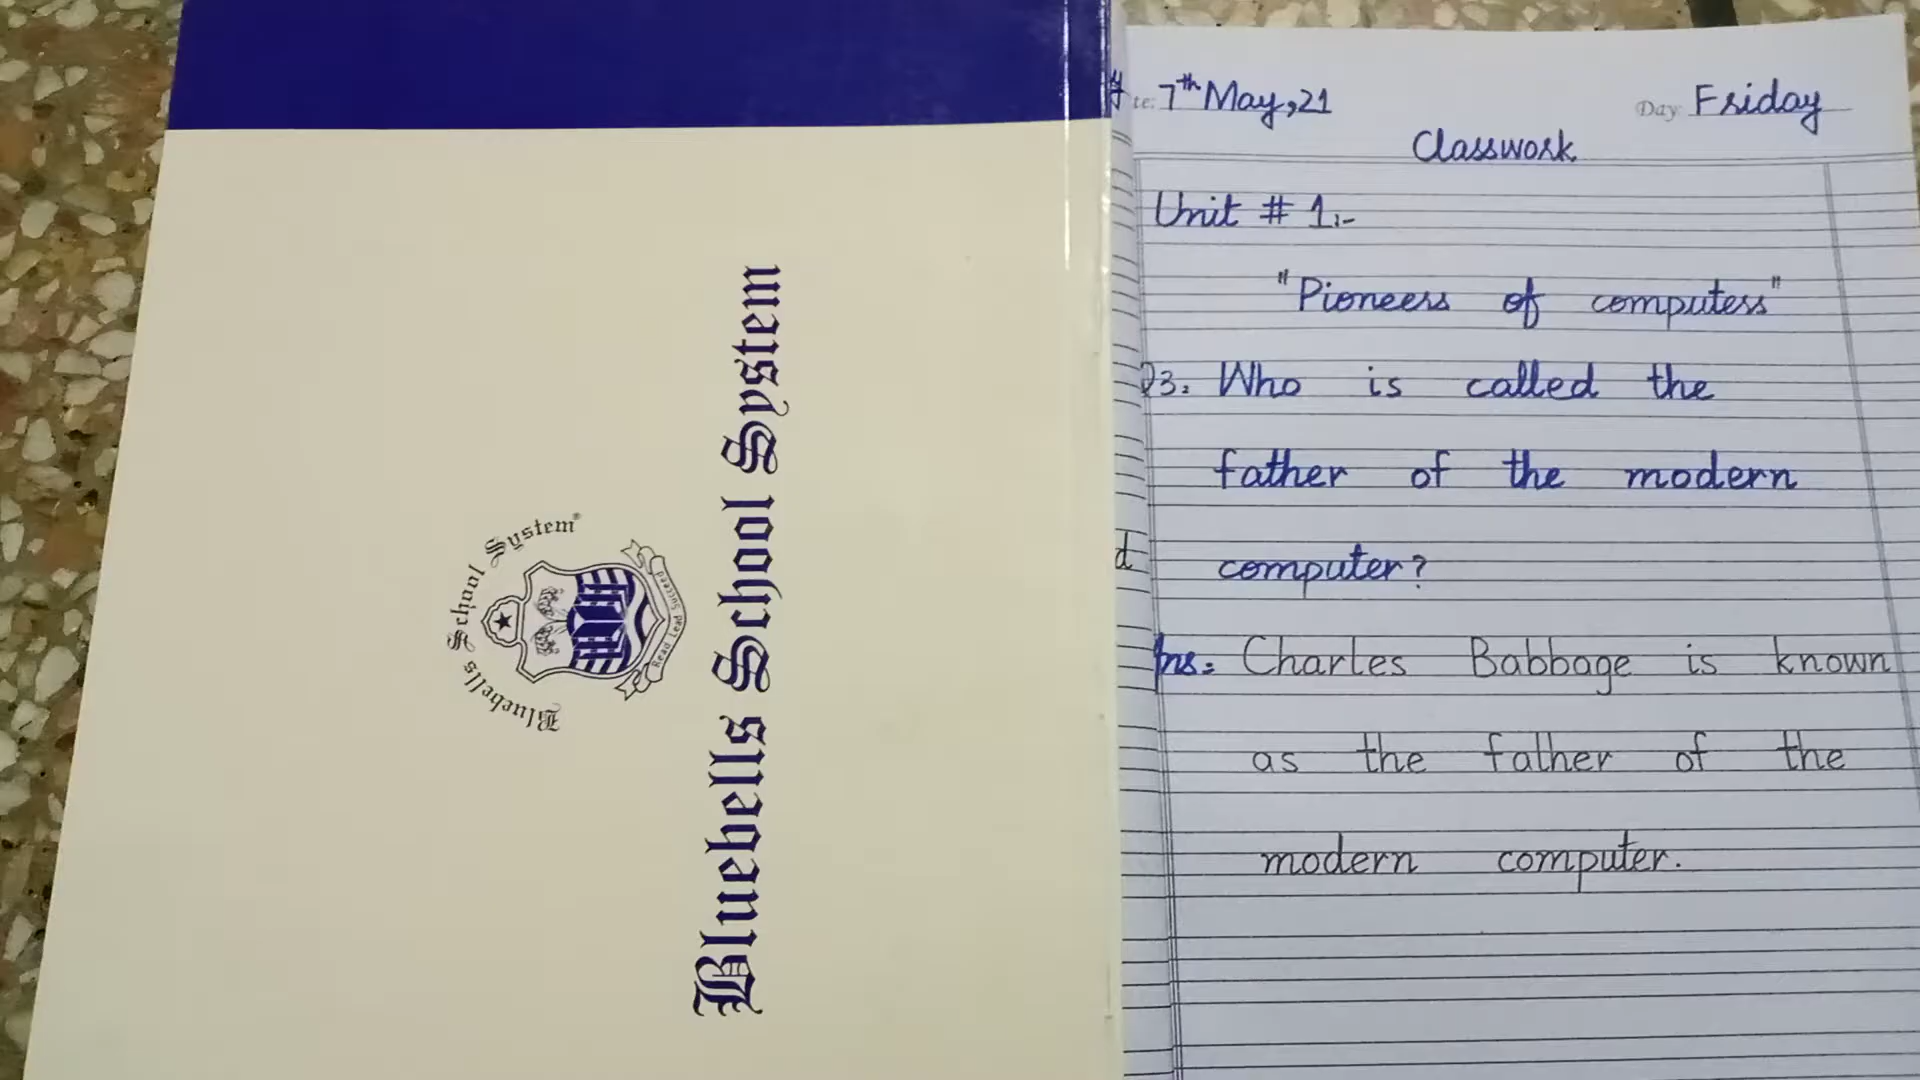 Bluebells School System
Bluebells School System
Read Lead Succeed
te: 7th May, 21
Day Friday
Classwork
Unit # 1:-
"Pioneers of computers"
Q3: Who is called the
father of the modern
computer?
d
Ans: Charles Babbage is known
as the father of the
modern computer.